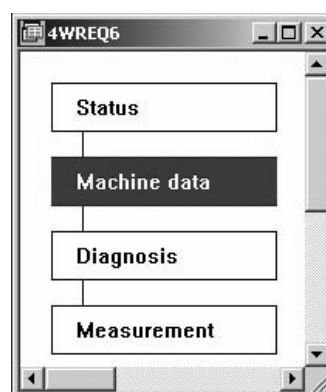 4WREQ6
Status
Machine data
Diagnosis
Measurement